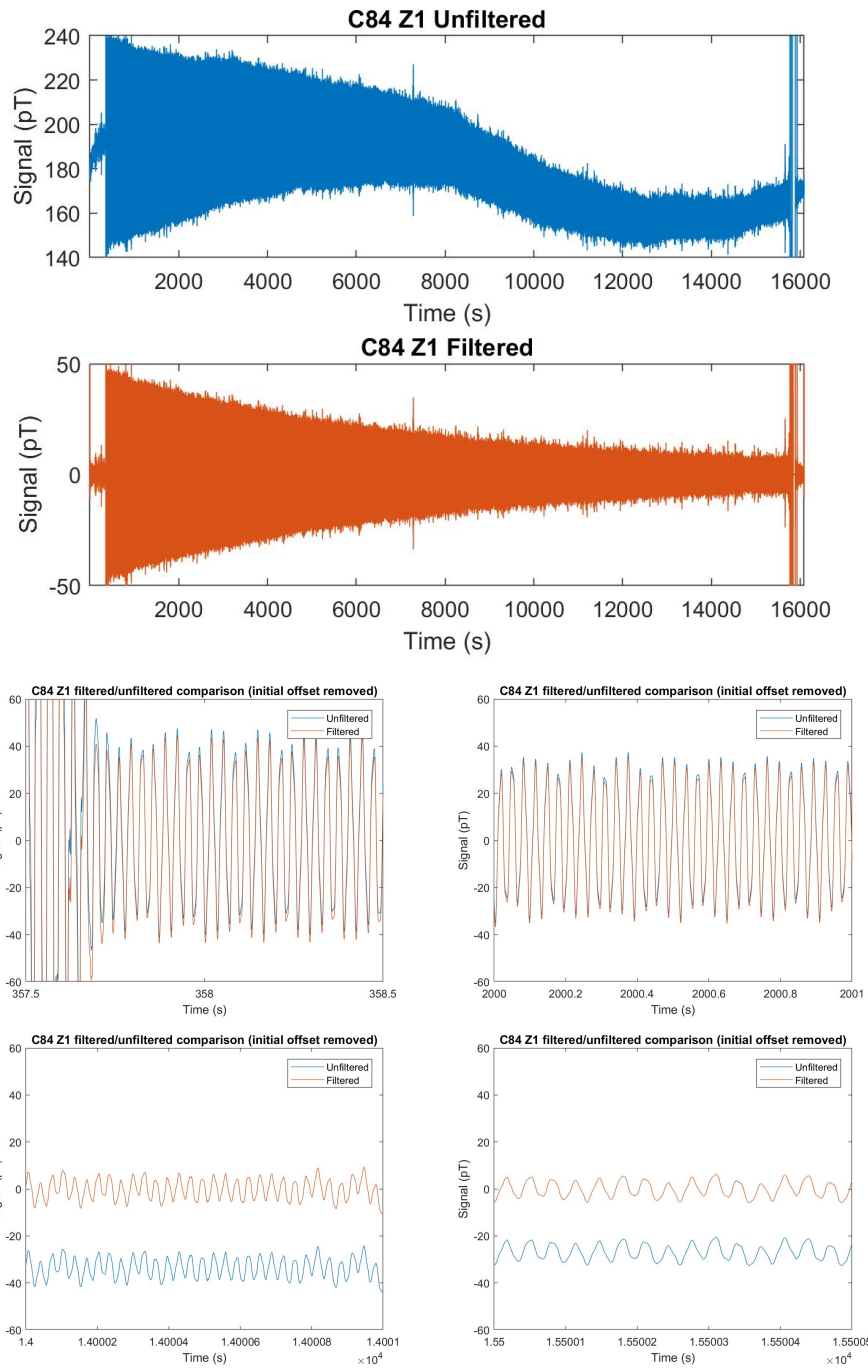 C84 Z1 Unfiltered
240
220
200
180
160
140
Signal (pT)
2000 4000 6000 8000 10000 12000 14000 16000
Time (s)
C84 Z1 Filtered
50
0
-50
Signal (pT)
2000 4000 6000 8000 10000 12000 14000 16000
Time (s)
C84 Z1 filtered/unfiltered comparison (initial offset removed)
Unfiltered
Filtered
60
40
20
0
-20
-40
-60
357.5 358 358.5
Time (s)
C84 Z1 filtered/unfiltered comparison (initial offset removed)
Unfiltered
Filtered
60
40
20
0
-20
-40
-60
Signal (pT)
2000 2000.2 2000.4 2000.6 2000.8 2001
Time (s)
C84 Z1 filtered/unfiltered comparison (initial offset removed)
Unfiltered
Filtered
60
40
20
0
-20
-40
-60
1.4 1.40002 1.40004 1.40006 1.40008 1.4001
Time (s)
×10⁴
C84 Z1 filtered/unfiltered comparison (initial offset removed)
Unfiltered
Filtered
60
40
20
0
-20
-40
-60
Signal (pT)
1.55 1.55001 1.55002 1.55003 1.55004 1.55005
Time (s)
×10⁴